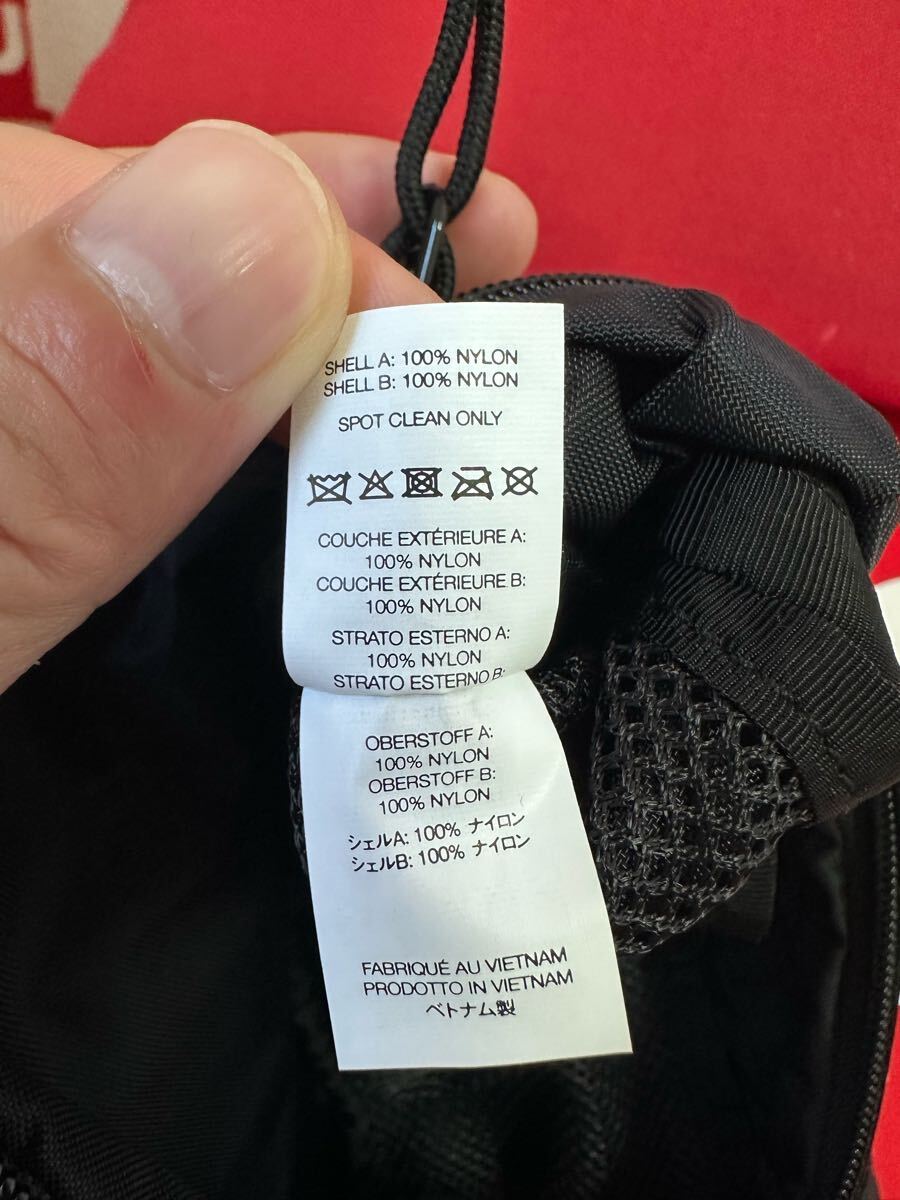 SHELL A: 100% NYLON
SHELL B: 100% NYLON
SPOT CLEAN ONLY
COUCHE EXTÉRIEURE A:
100% NYLON
COUCHE EXTÉRIEURE B:
100% NYLON
STRATO ESTERNO A:
100% NYLON
STRATO ESTERNO B:
OBERSTOFF A:
100% NYLON
OBERSTOFF B:
100% NYLON
シェルA: 100% ナイロン
シェルB: 100% ナイロン
FABRIQUÉ AU VIETNAM
PRODOTTO IN VIETNAM
ベトナム製